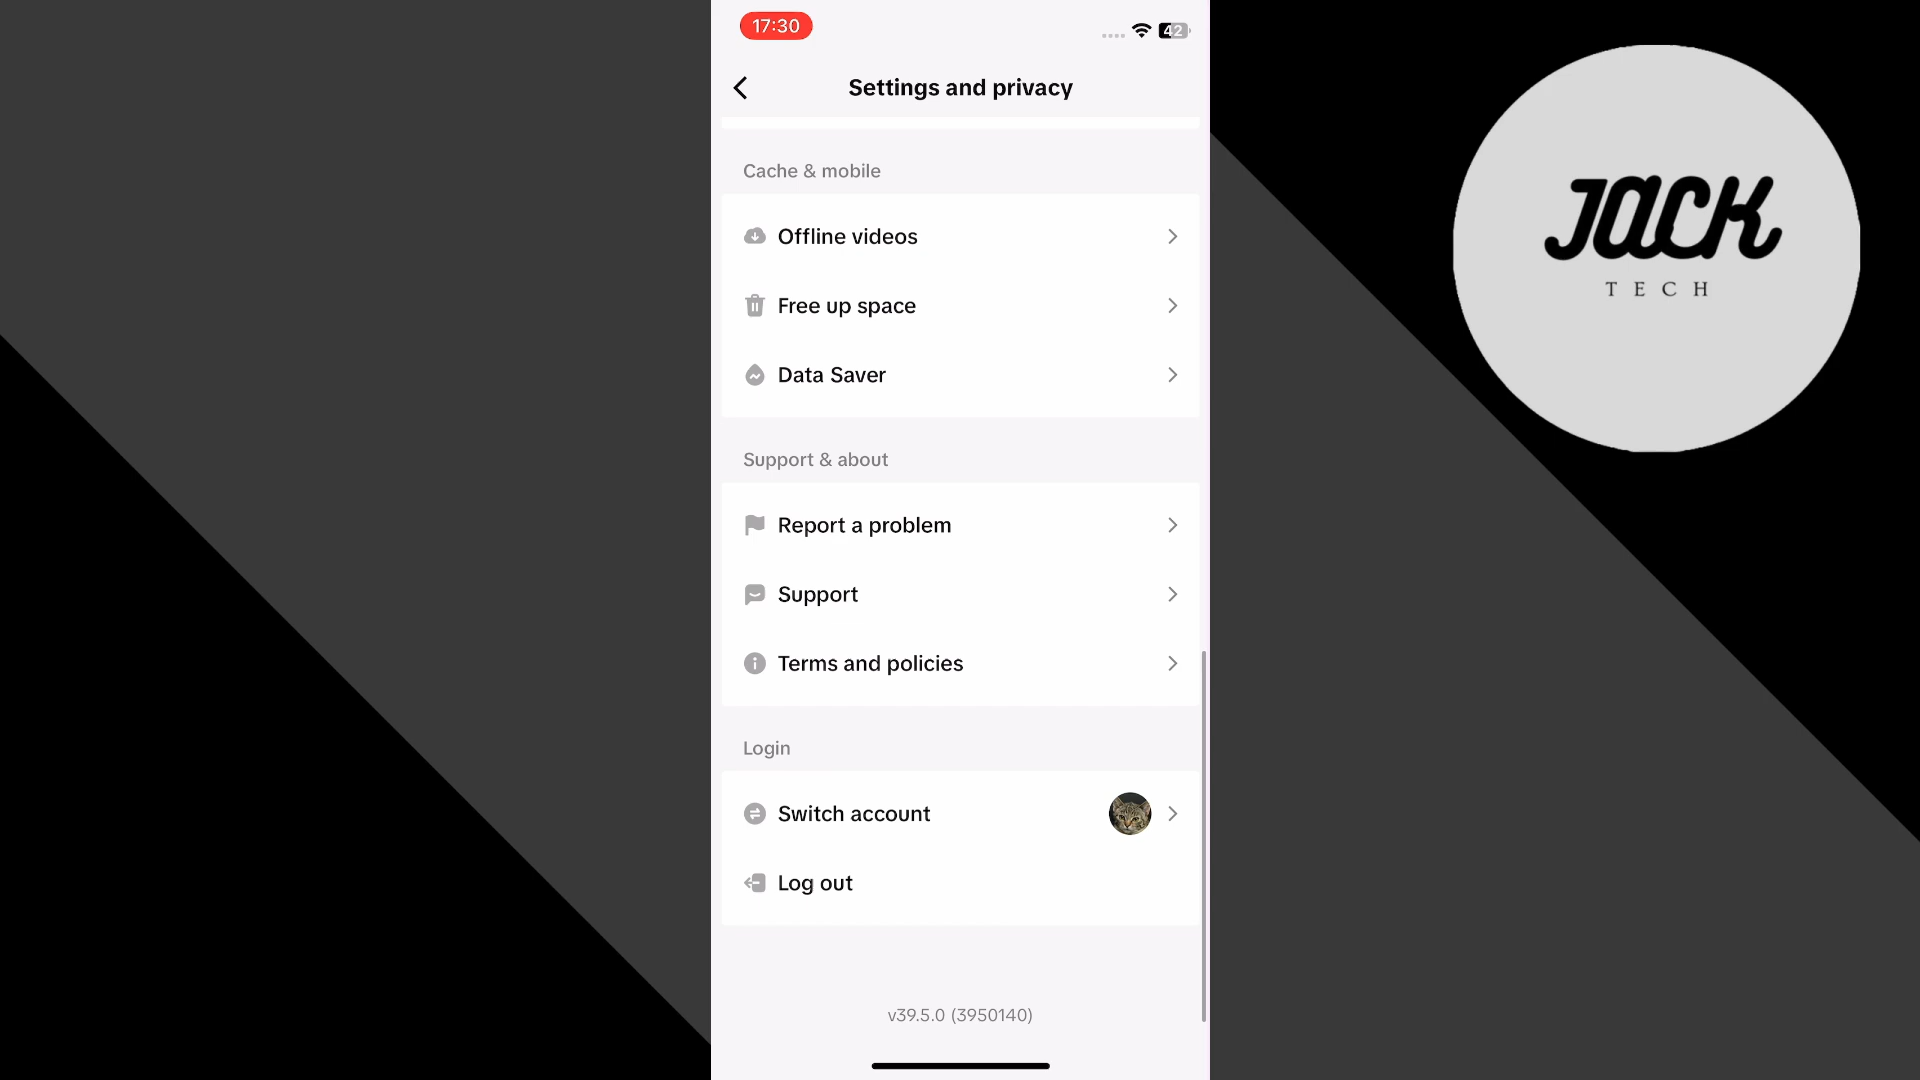 17:30
42
Settings and privacy
Cache & mobile
Offline videos
Free up space
Data Saver
Support & about
Report a problem
Support
Terms and policies
Login
Switch account
Log out
v39.5.0 (3950140)
JACK
TECH